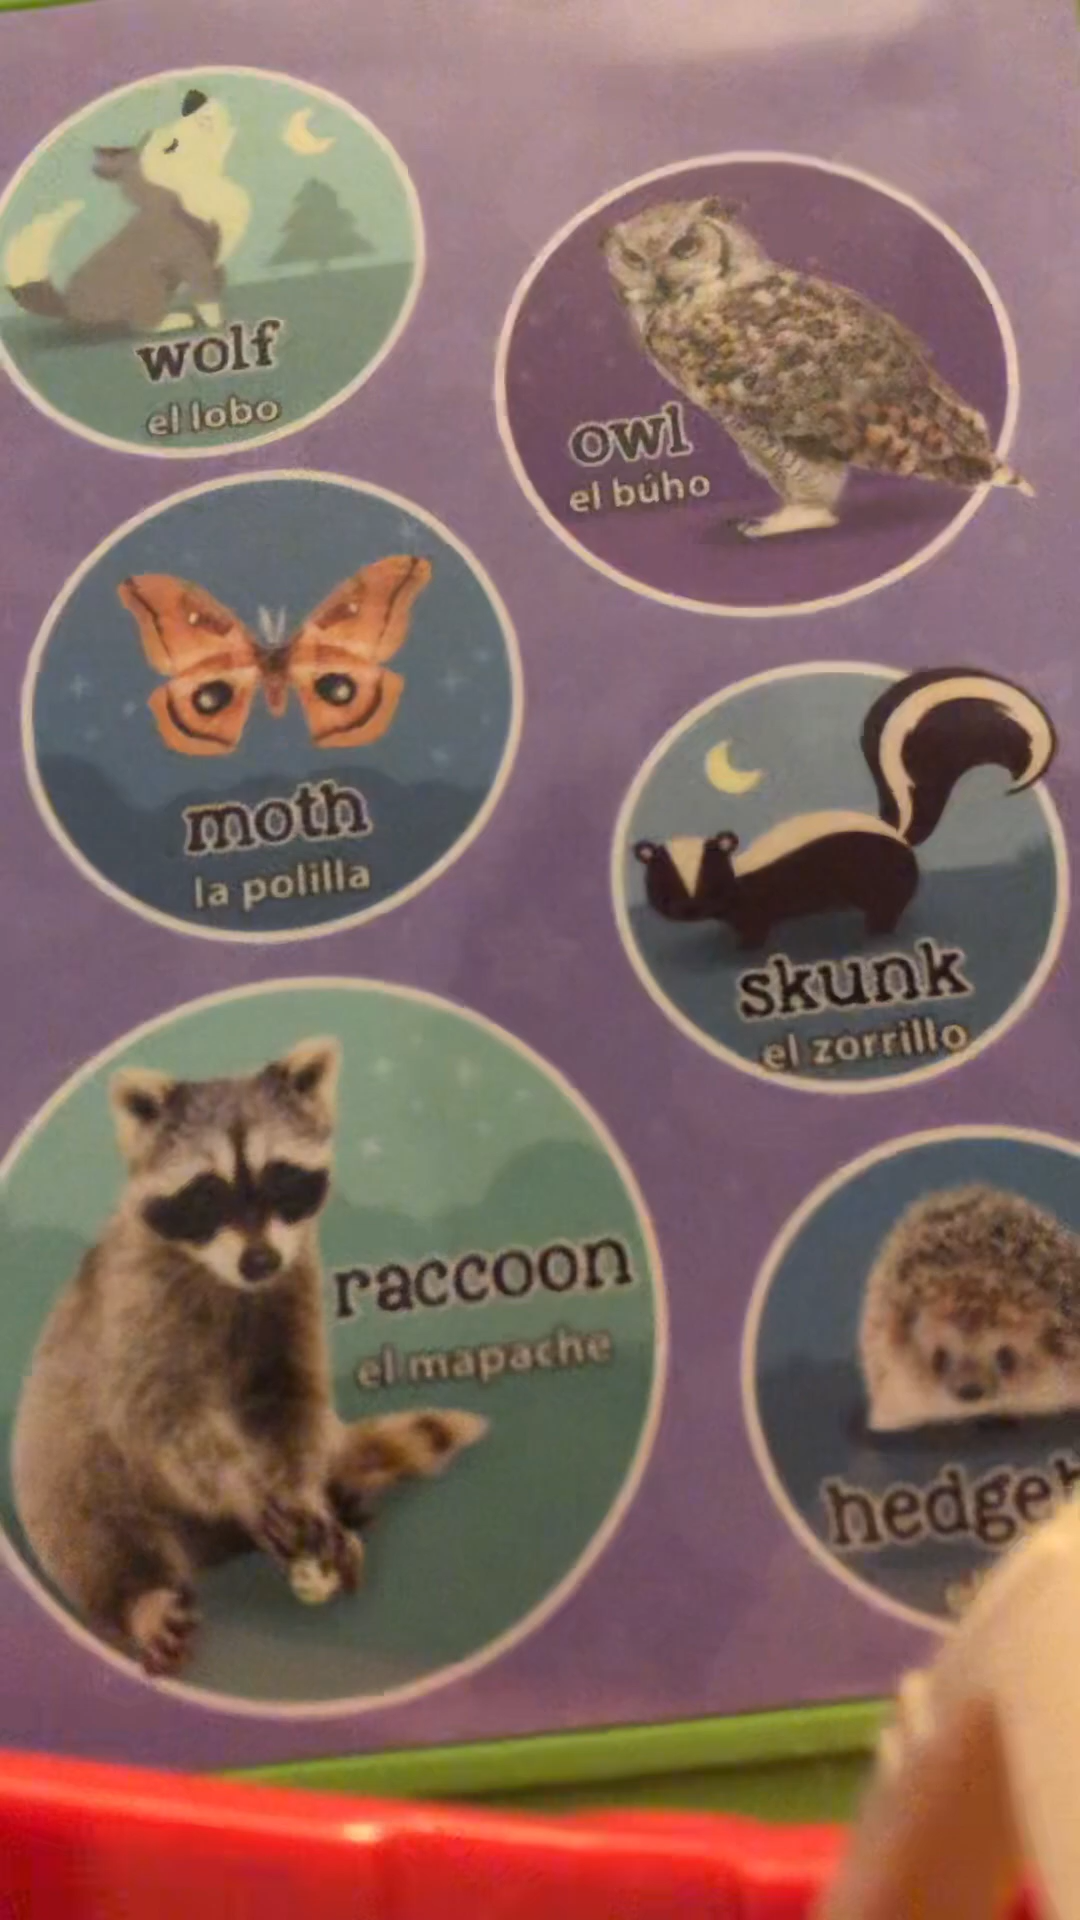 wolf
el lobo
owl
el búho
moth
la polilla
skunk
el zorrillo
raccoon
el mapache